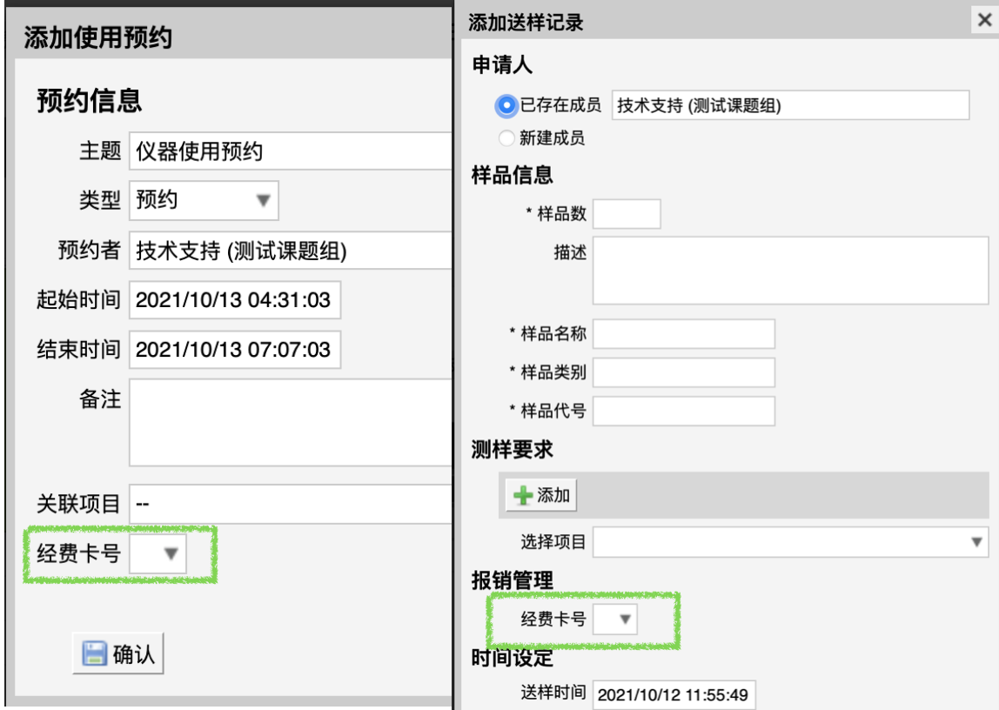 添加使用预约
预约信息
主题 仪器使用预约
类型 预约
预约者 技术支持 (测试课题组)
起始时间 2021/10/13 04:31:03
结束时间 2021/10/13 07:07:03
备注
关联项目 --
经费卡号
确认
添加送样记录
申请人
已存在成员 技术支持 (测试课题组)
新建成员
样品信息
* 样品数
描述
* 样品名称
* 样品类别
* 样品代号
测样要求
添加
选择项目
报销管理
经费卡号
时间设定
送样时间 2021/10/12 11:55:49